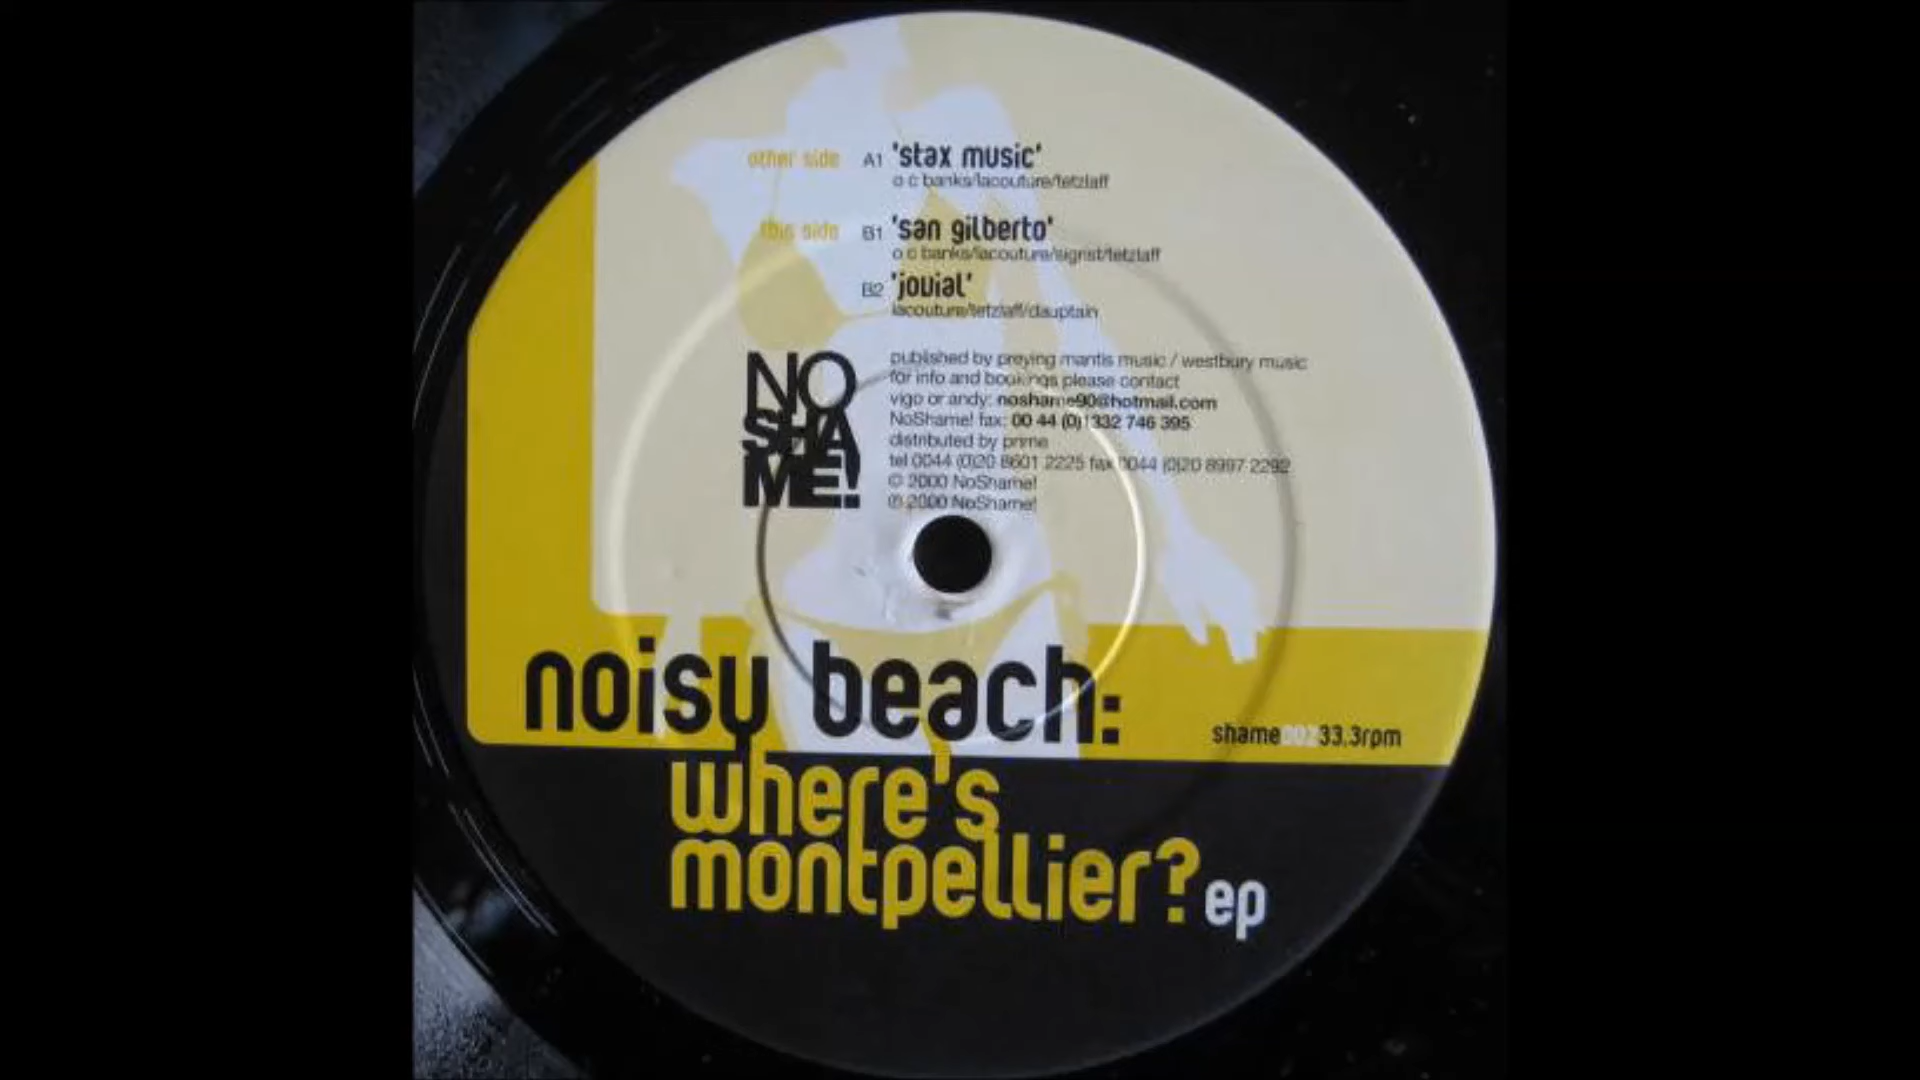 other side A1 'stax music'
o c banks/lacouture/tetzlaff
this side B1 'san gilberto'
o c banks/lacouture/sigrist/tetzlaff
B2 'jovial'
lacouture/tetzlaff/dauptain
NO
SHA
ME!
published by preying mantis music / westbury music
for info and bookings please contact
vigo or andy: noshame90@hotmail.com
NoShame! fax: 00 44 (0)1332 746 395
distributed by prime
tel 0044 (0)20 8601 2225 fax 0044 (0)20 8997 2292
© 2000 NoShame!
℗ 2000 NoShame!
noisy beach:
shame002 33.3rpm
where's
montpellier? ep